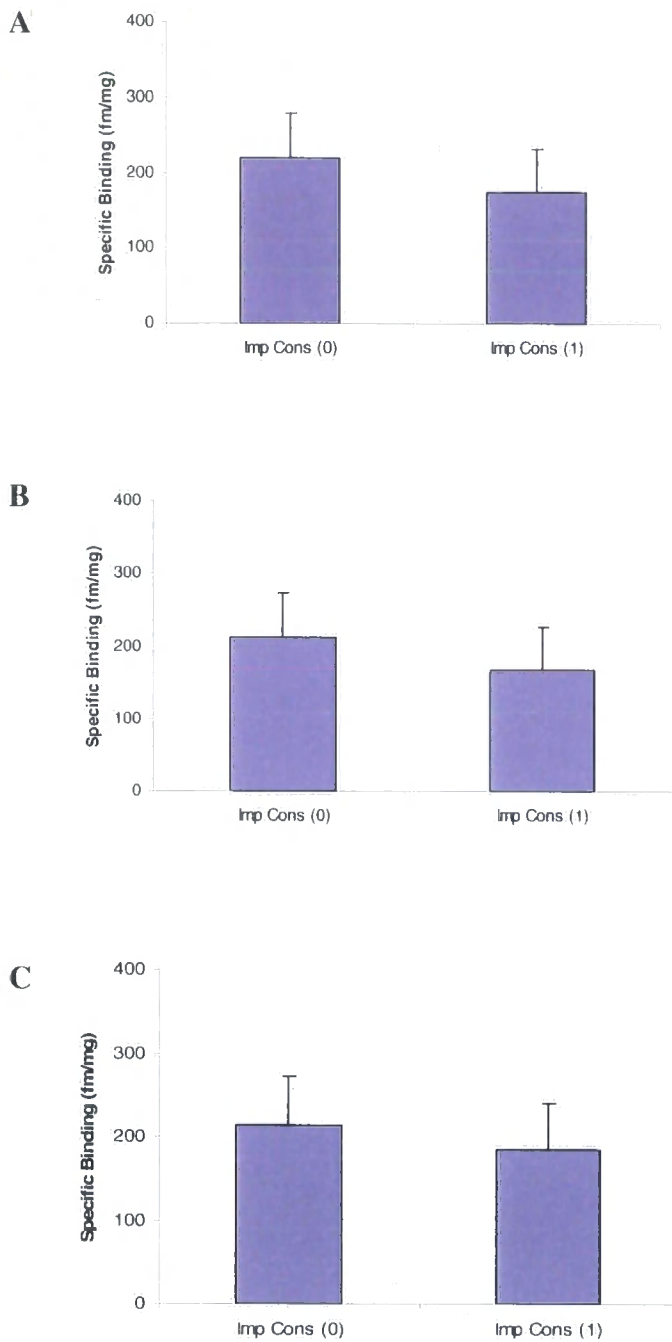 A
Specific Binding (fm/mg)
400
300
200
100
0
Imp Cons (0)
Imp Cons (1)
B
Specific Binding (fm/mg)
400
300
200
100
0
Imp Cons (0)
Imp Cons (1)
C
Specific Binding (fm/mg)
400
300
200
100
0
Imp Cons (0)
Imp Cons (1)